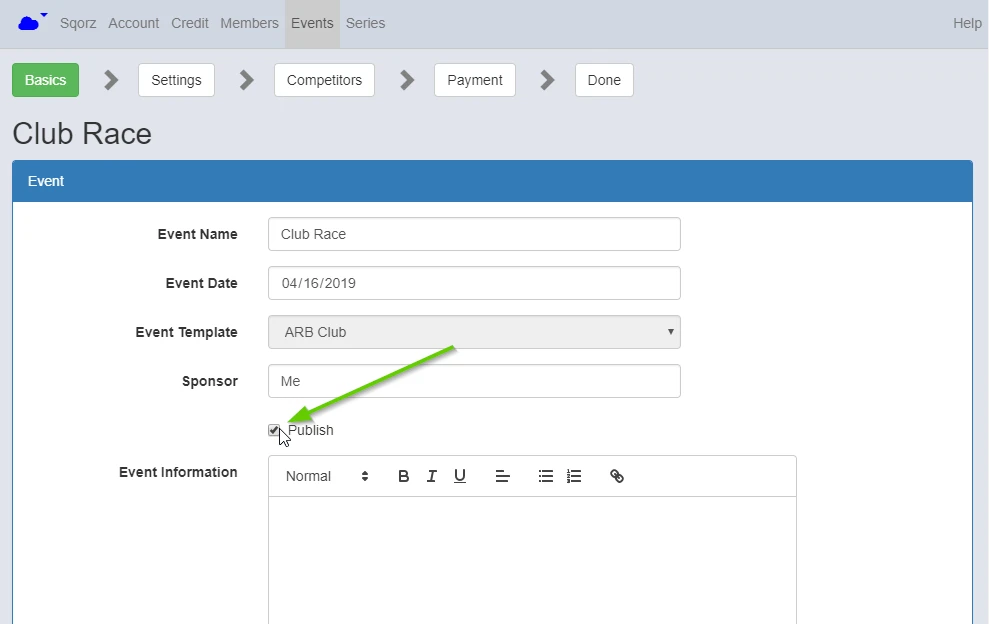 Sqorz Account Credit Members Events Series Help
Basics Settings Competitors Payment Done
Club Race
Event
Event Name Club Race
Event Date 04/16/2019
Event Template ARB Club
Sponsor Me
Publish
Event Information Normal B I U